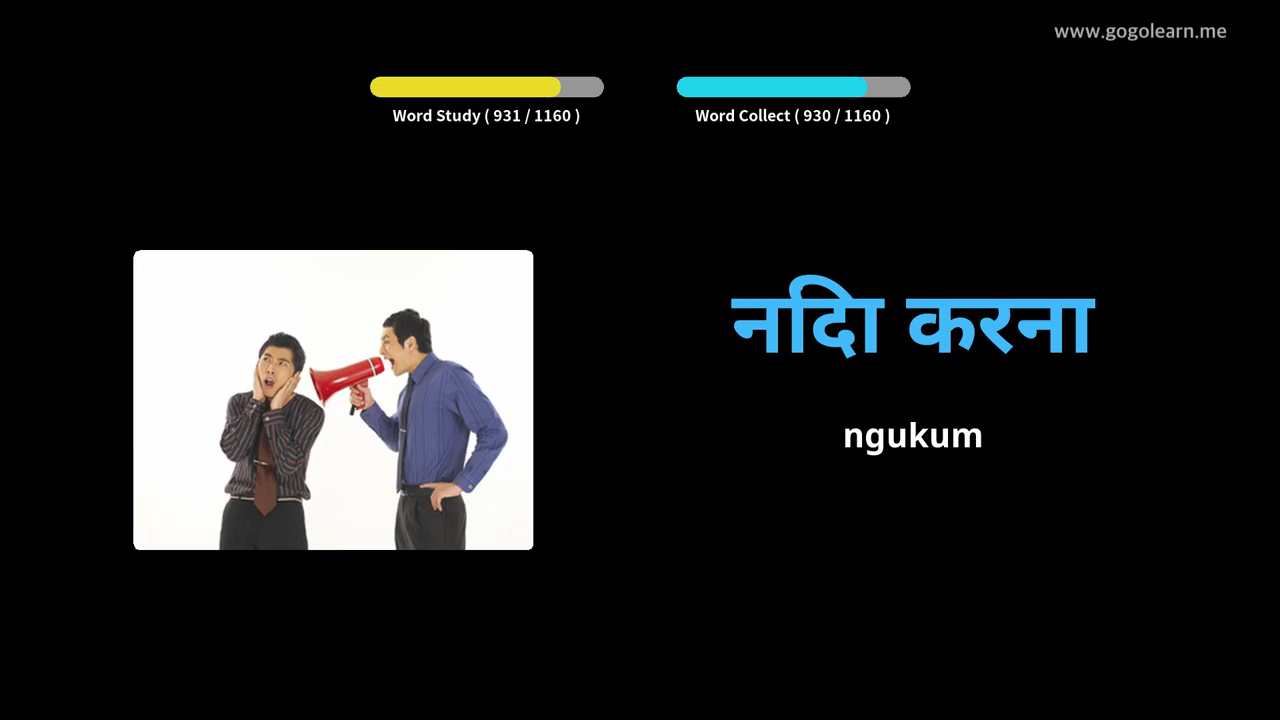 www.gogolearn.me
Word Study ( 931 / 1160 )
Word Collect ( 930 / 1160 )
नदिा करना
ngukum